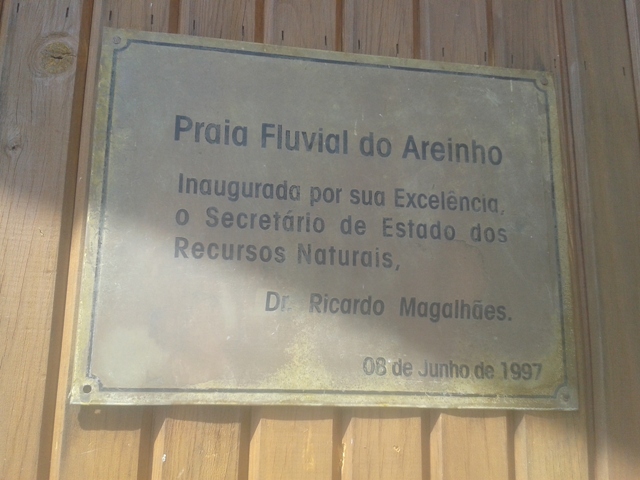 Praia Fluvial do Areinho
Inaugurada por sua Excelência,
o Secretário de Estado dos
Recursos Naturais,
Dr. Ricardo Magalhães.
08 de Junho de 1997